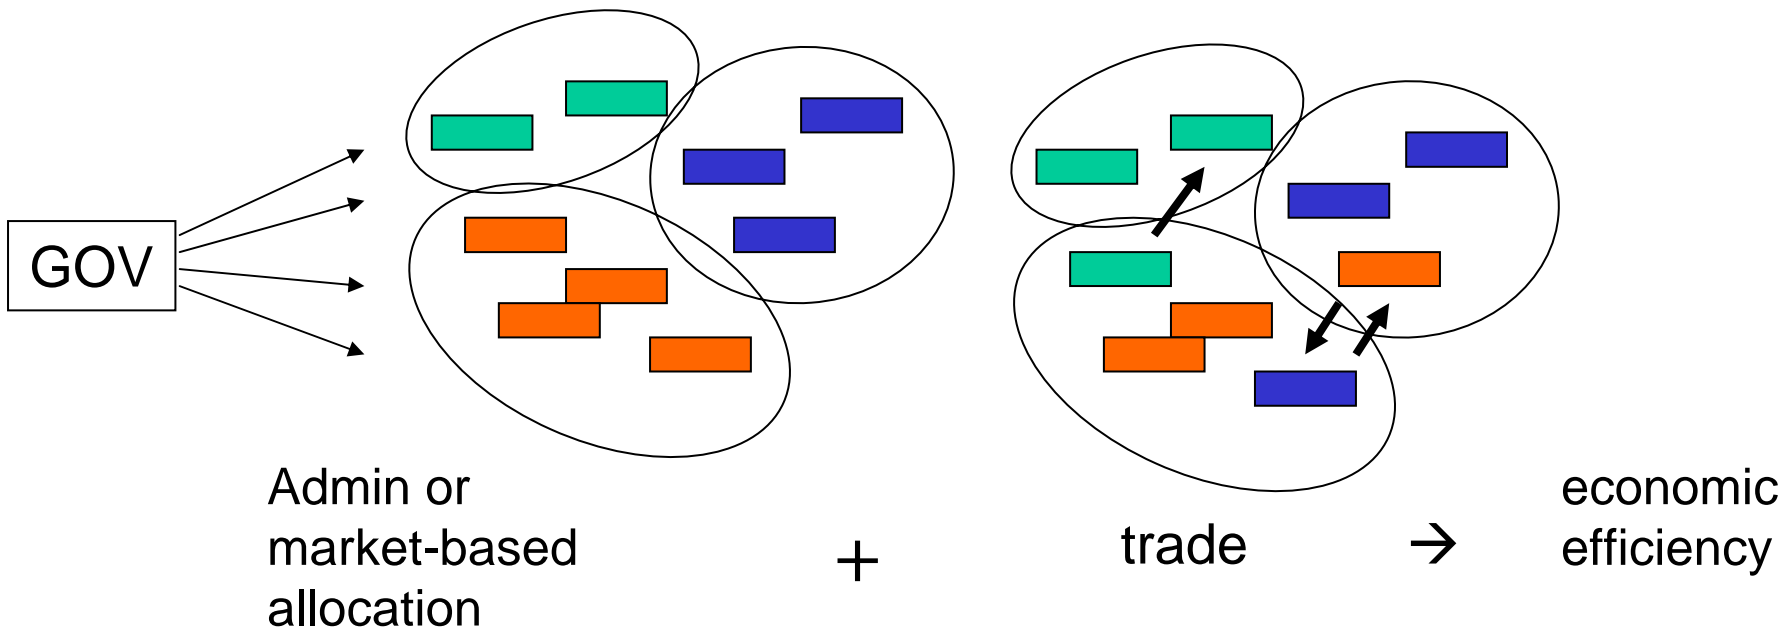 GOV
Admin or
market-based
allocation
+
trade
→
economic
efficiency